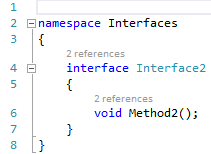 1
2 namespace Interfaces
3 {
2 references
4 interface Interface2
5 {
2 references
6 void Method2();
7 }
8 }